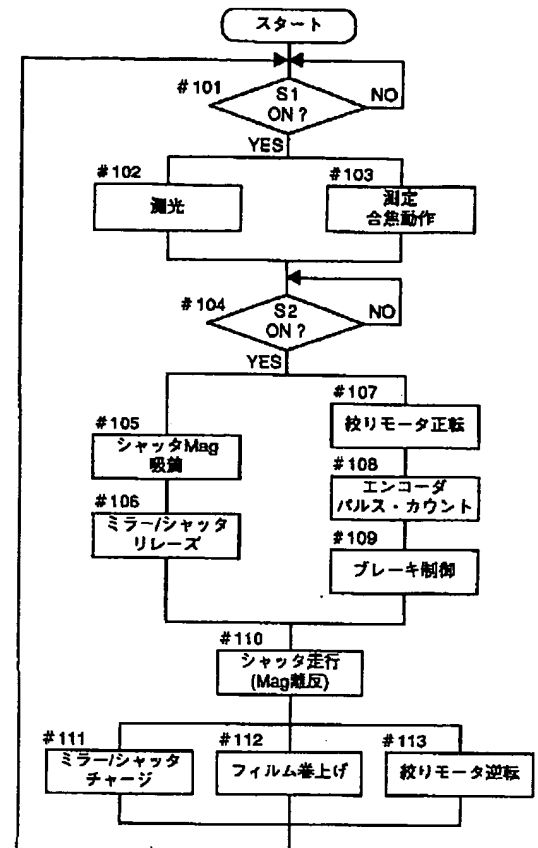 スタート
#101
S1
ON?
NO
YES
#102
測光
#103
測定
合焦動作
#104
S2
ON?
NO
YES
#105
シャッタMag
吸着
#106
ミラー/シャッタ
リレーズ
#107
絞りモータ正転
#108
エンコーダ
パルス・カウント
#109
ブレーキ制御
#110
シャッタ走行
(Mag離反)
#111
ミラー/シャッタ
チャージ
#112
フィルム巻上げ
#113
絞りモータ逆転